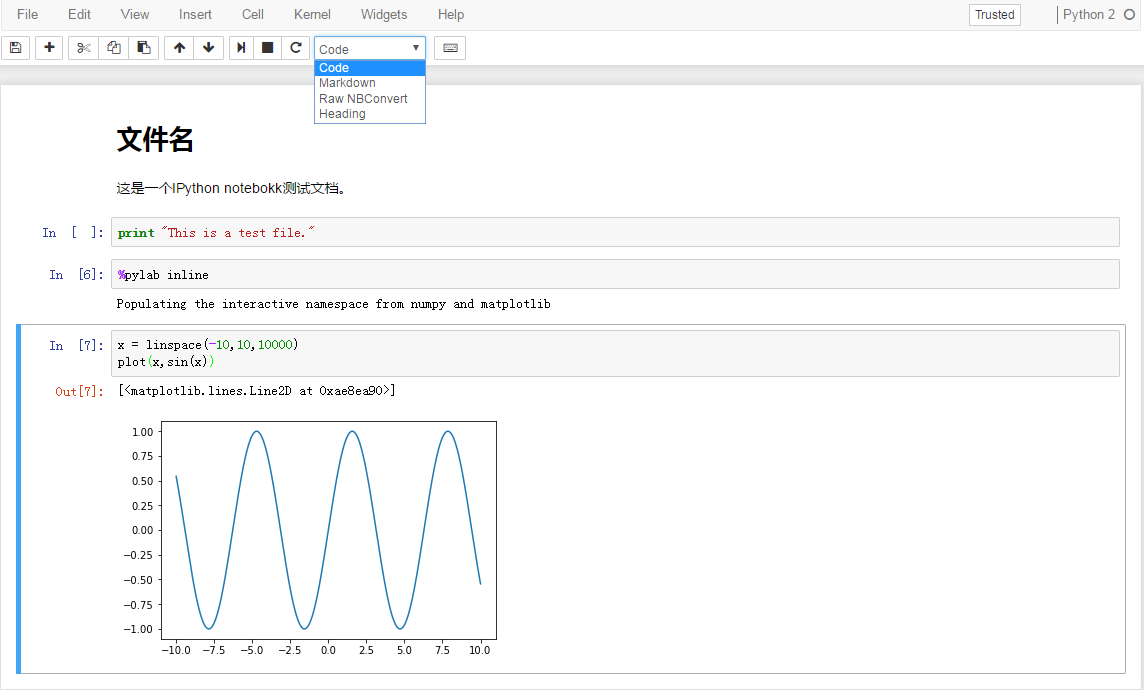 File Edit View Insert Cell Kernel Widgets Help Trusted Python 2
Code
Code
Markdown
Raw NBConvert
Heading
文件名
这是一个IPython notebokk测试文档。
In [ ]: print "This is a test file."
In [6]: %pylab inline
Populating the interactive namespace from numpy and matplotlib
In [7]: x = linspace(-10,10,10000)
plot(x,sin(x))
Out[7]: [<matplotlib.lines.Line2D at 0xae8ea90>]
1.00
0.75
0.50
0.25
0.00
−0.25
−0.50
−0.75
−1.00
−10.0 −7.5 −5.0 −2.5 0.0 2.5 5.0 7.5 10.0